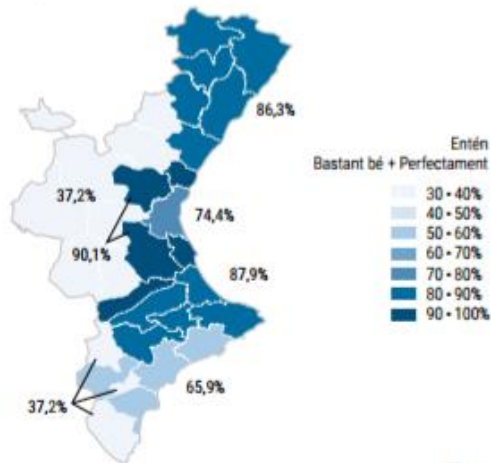 86,3%
37,2%
74,4%
90,1%
87,9%
65,9%
37,2%
Entén
Bastant bé + Perfectament
30 • 40%
40 • 50%
50 • 60%
60 • 70%
70 • 80%
80 • 90%
90 • 100%